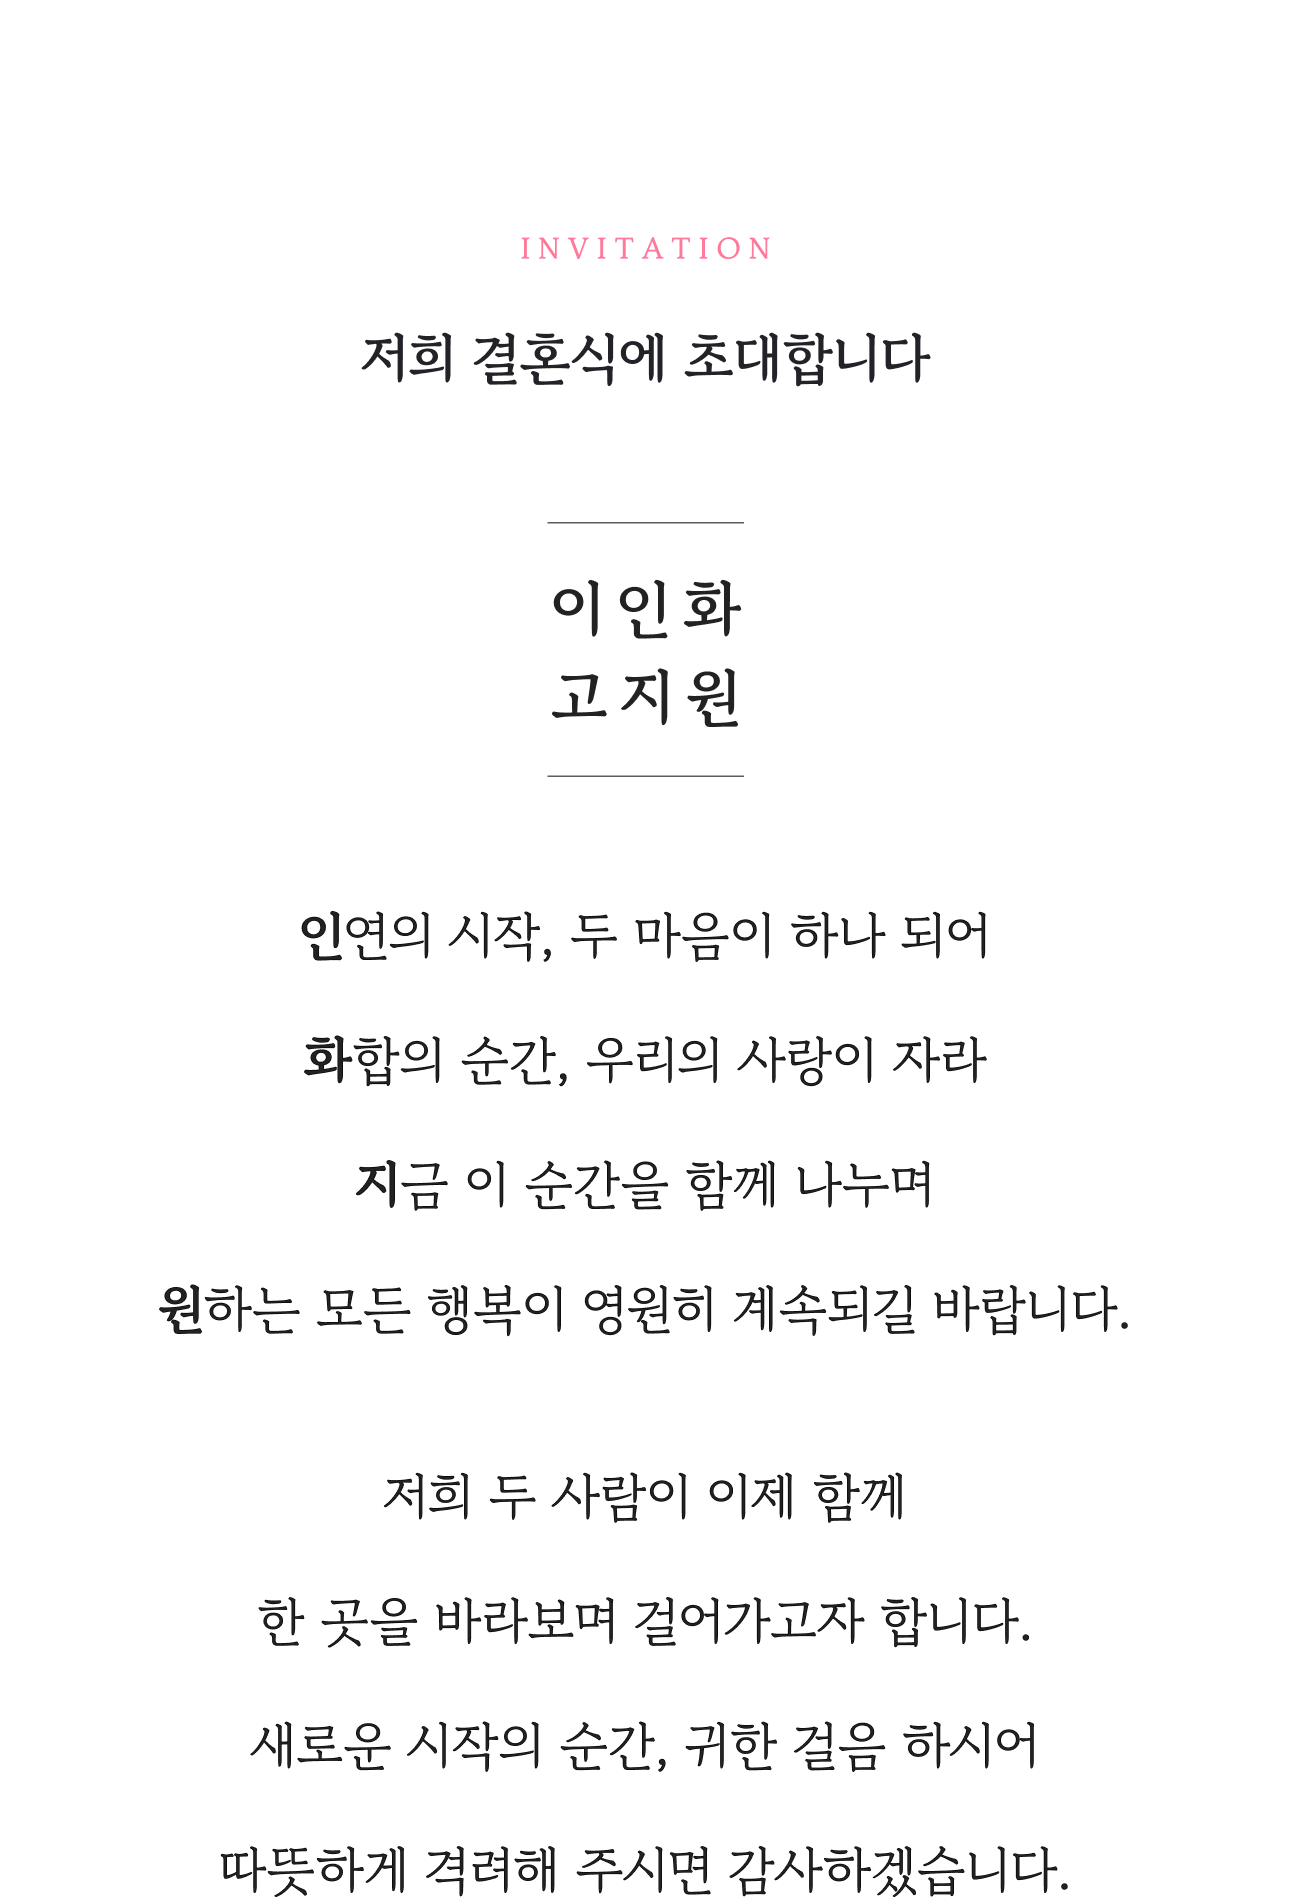 INVITATION
저희 결혼식에 초대합니다
이인화
고지원
인연의 시작, 두 마음이 하나 되어
화합의 순간, 우리의 사랑이 자라
지금 이 순간을 함께 나누며
원하는 모든 행복이 영원히 계속되길 바랍니다.
저희 두 사람이 이제 함께
한 곳을 바라보며 걸어가고자 합니다.
새로운 시작의 순간, 귀한 걸음 하시어
따뜻하게 격려해 주시면 감사하겠습니다.